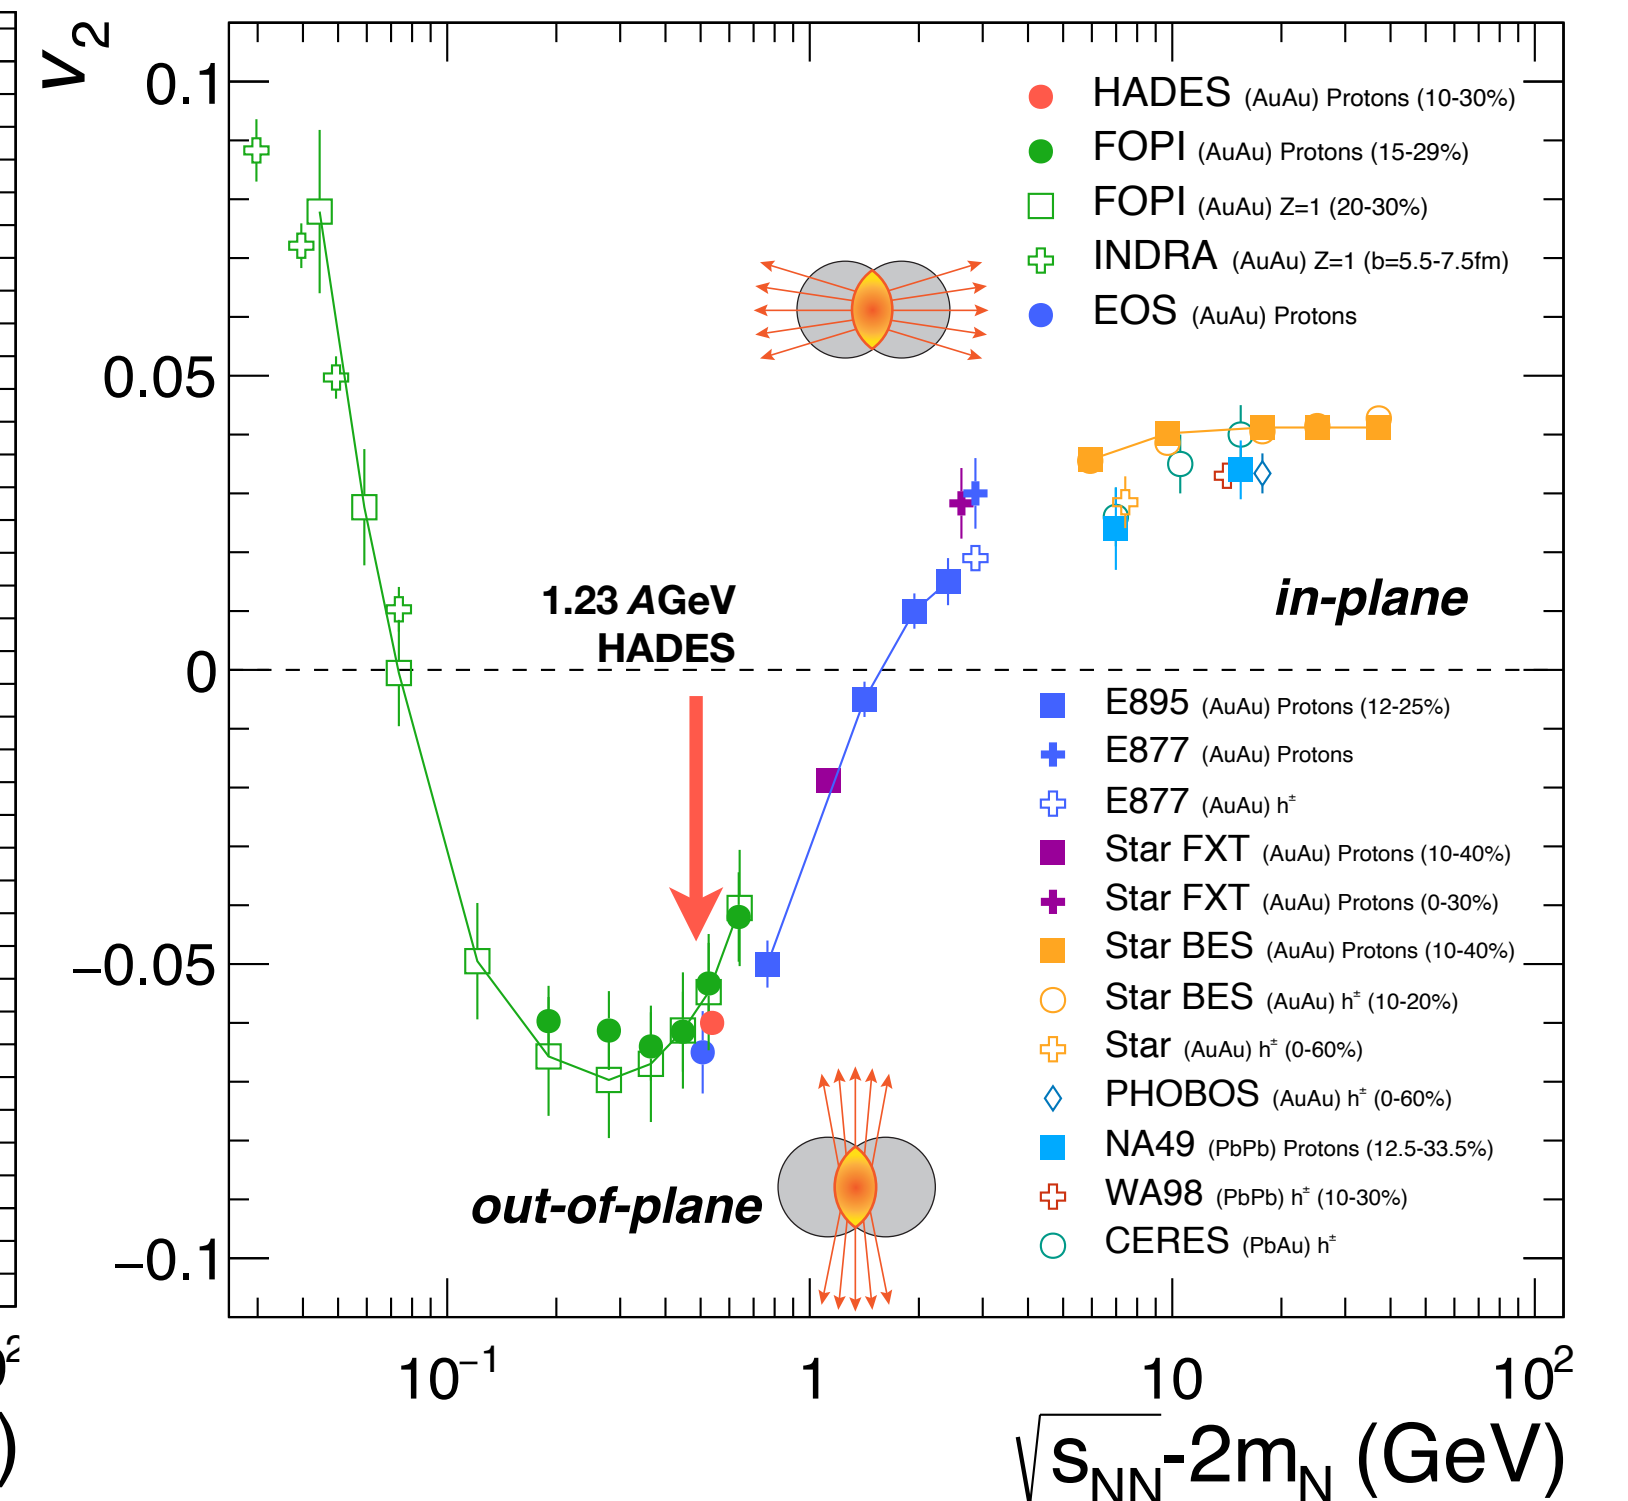 v₂
0.1
0.05
0
−0.05
−0.1
HADES (AuAu) Protons (10-30%)
FOPI (AuAu) Protons (15-29%)
FOPI (AuAu) Z=1 (20-30%)
INDRA (AuAu) Z=1 (b=5.5-7.5fm)
EOS (AuAu) Protons
1.23 AGeV
HADES
in-plane
E895 (AuAu) Protons (12-25%)
E877 (AuAu) Protons
E877 (AuAu) h±
Star FXT (AuAu) Protons (10-40%)
Star FXT (AuAu) Protons (0-30%)
Star BES (AuAu) Protons (10-40%)
Star BES (AuAu) h± (10-20%)
Star (AuAu) h± (0-60%)
PHOBOS (AuAu) h± (0-60%)
NA49 (PbPb) Protons (12.5-33.5%)
WA98 (PbPb) h± (10-30%)
CERES (PbAu) h±
out-of-plane
10⁻¹ 1 10 10²
√s_NN-2m_N (GeV)